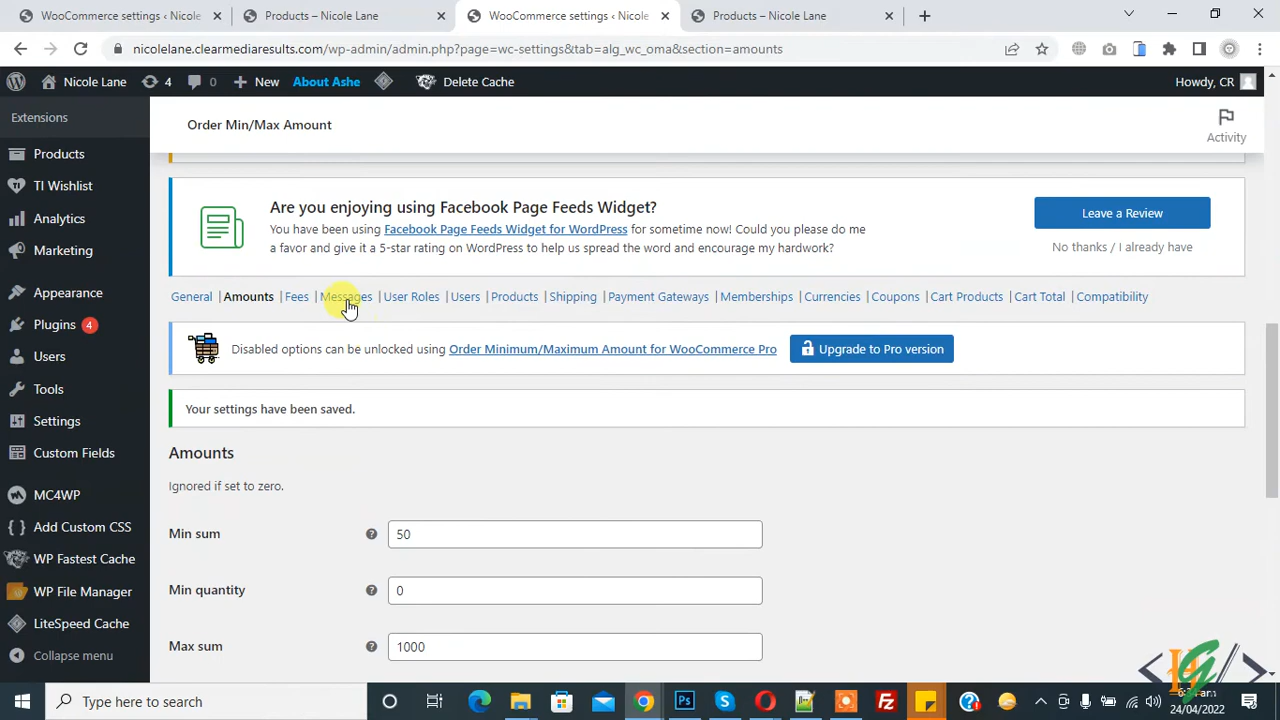 WooCommerce settings ‹ Nicole
Products – Nicole Lane
WooCommerce settings ‹ Nicole
Products – Nicole Lane
nicolelane.clearmediaresults.com/wp-admin/admin.php?page=wc-settings&tab=alg_wc_oma&section=amounts
Nicole Lane
4
0
New
About Ashe
Delete Cache
Howdy, CR
Extensions
Products
TI Wishlist
Analytics
Marketing
Appearance
Plugins 4
Users
Tools
Settings
Custom Fields
MC4WP
Add Custom CSS
WP Fastest Cache
WP File Manager
LiteSpeed Cache
Collapse menu
Order Min/Max Amount
Activity
Are you enjoying using Facebook Page Feeds Widget?
You have been using Facebook Page Feeds Widget for WordPress for sometime now! Could you please do me
a favor and give it a 5-star rating on WordPress to help us spread the word and encourage my hardwork?
Leave a Review
No thanks / I already have
General | Amounts | Fees | Messages | User Roles | Users | Products | Shipping | Payment Gateways | Memberships | Currencies | Coupons | Cart Products | Cart Total | Compatibility
Disabled options can be unlocked using Order Minimum/Maximum Amount for WooCommerce Pro
Upgrade to Pro version
Your settings have been saved.
Amounts
Ignored if set to zero.
Min sum
50
Min quantity
0
Max sum
1000
Type here to search
24/04/2022